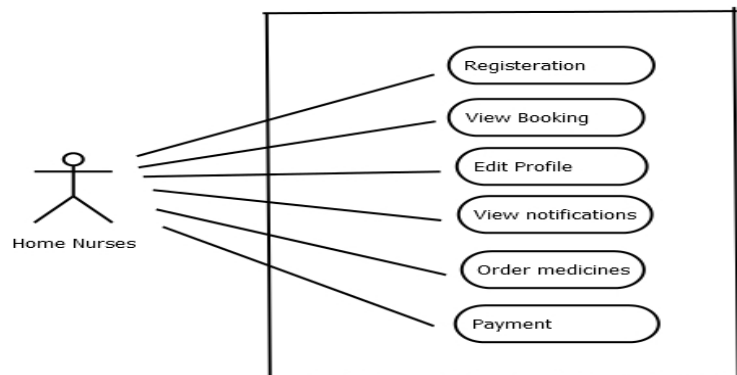 Registeration
View Booking
Edit Profile
View notifications
Home Nurses
Order medicines
Payment